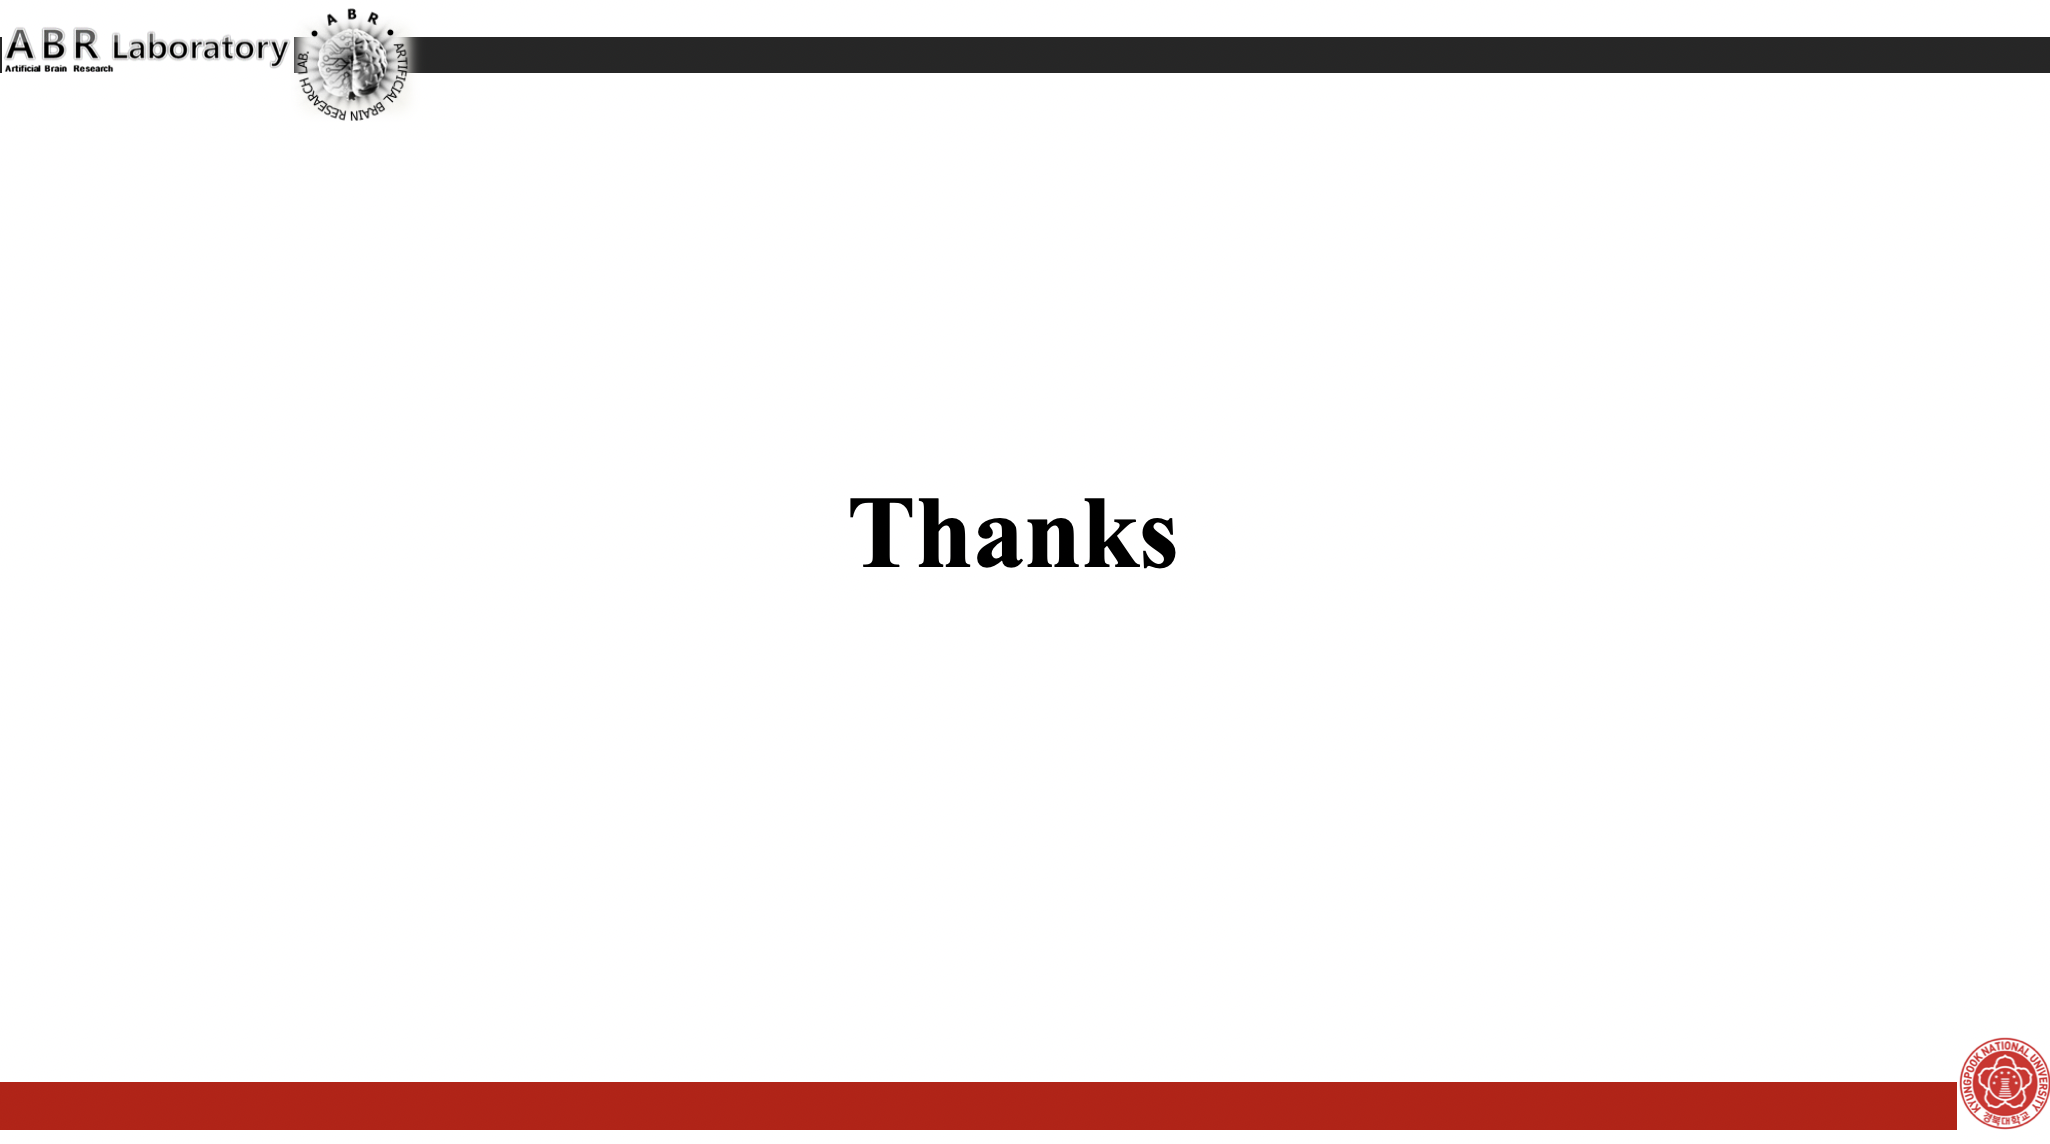 ABR Laboratory
Artificial Brain Research
A B R
ARTIFICIAL BRAIN RESEARCH LAB.
Thanks
KYUNGPOOK NATIONAL UNIVERSITY
경북대학교